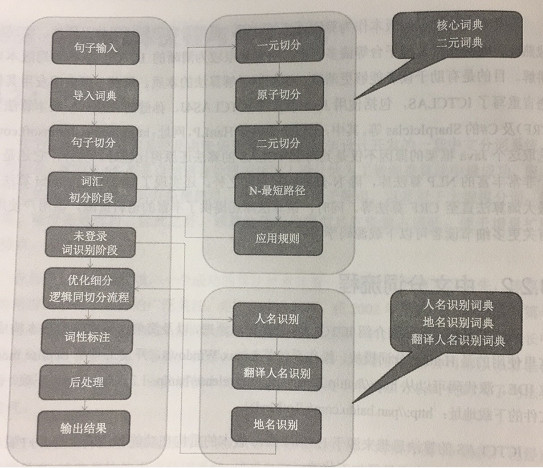 句子输入
导入词典
句子切分
词汇
初分阶段
未登录
词识别阶段
优化细分
逻辑同切分流程
词性标注
后处理
输出结果
一元切分
原子切分
二元切分
N-最短路径
应用规则
人名识别
翻译人名识别
地名识别
核心词典
二元词典
人名识别词典
地名识别词典
翻译人名识别词典